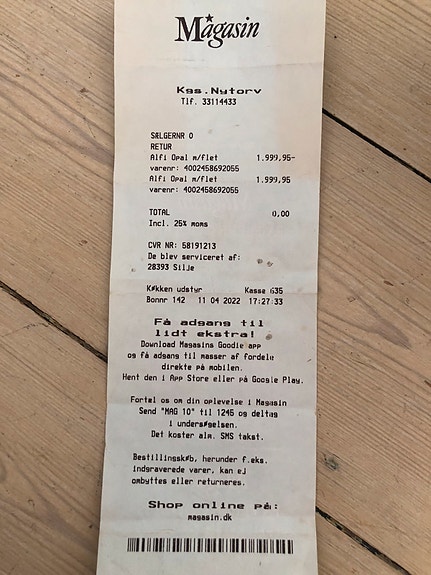 Magasin
Kgs.Nytorv
Tlf. 33114433
SÆLGERNR 0
RETUR
Alfi Opal m/flet 1.999,95-
varenr: 4002458692055
Alfi Opal m/flet 1.999,95
varenr: 4002458692055
TOTAL 0,00
Incl. 25% moms
CVR NR: 58191213
De blev serviceret af:
28393 Silje
Køkken udstyr Kasse 635
Bonnr 142 11 04 2022 17:27:33
Få adgang til
lidt ekstra!
Download Magasins Goodie app
og få adgang til masser af fordele
direkte på mobilen.
Hent den i App Store eller på Google Play.
Fortæl os om din oplevelse i Magasin
Send "MAG 10" til 1245 og deltag
i undersøgelsen.
Det koster alm. SMS takst.
Bestillingskøb, herunder f.eks.
indgraverede varer, kan ej
ombyttes eller returneres.
Shop online på:
magasin.dk